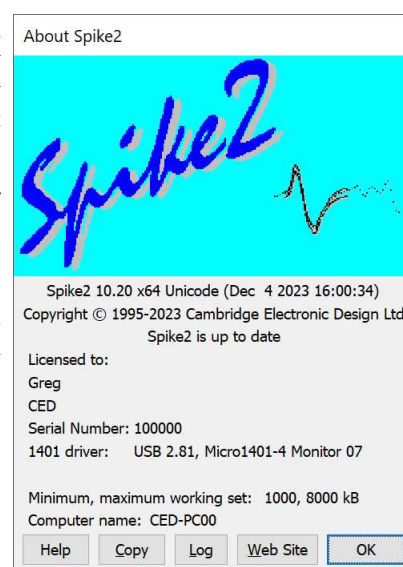 About Spike2
Spike2
Spike2 10.20 x64 Unicode (Dec 4 2023 16:00:34)
Copyright © 1995-2023 Cambridge Electronic Design Ltd
Spike2 is up to date
Licensed to:
Greg
CED
Serial Number: 100000
1401 driver: USB 2.81, Micro1401-4 Monitor 07
Minimum, maximum working set: 1000, 8000 kB
Computer name: CED-PC00
Help Copy Log Web Site OK